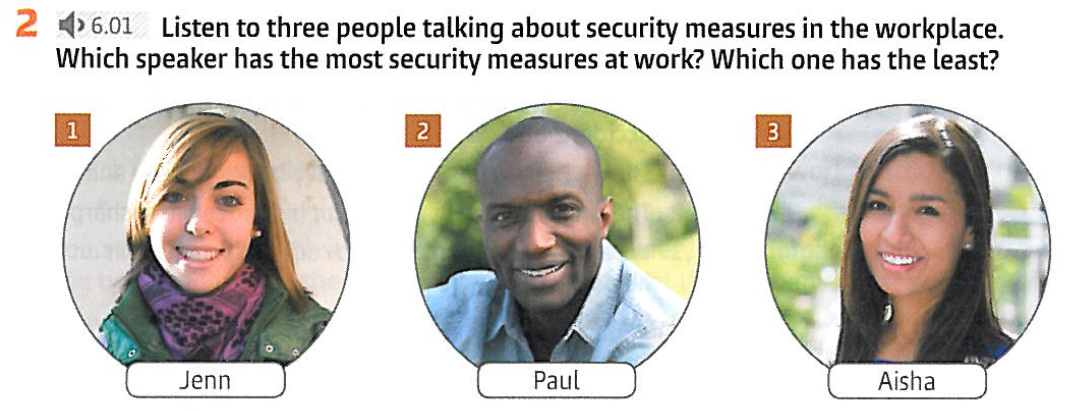 2 6.01 Listen to three people talking about security measures in the workplace.
Which speaker has the most security measures at work? Which one has the least?
1
2
3
Jenn
Paul
Aisha